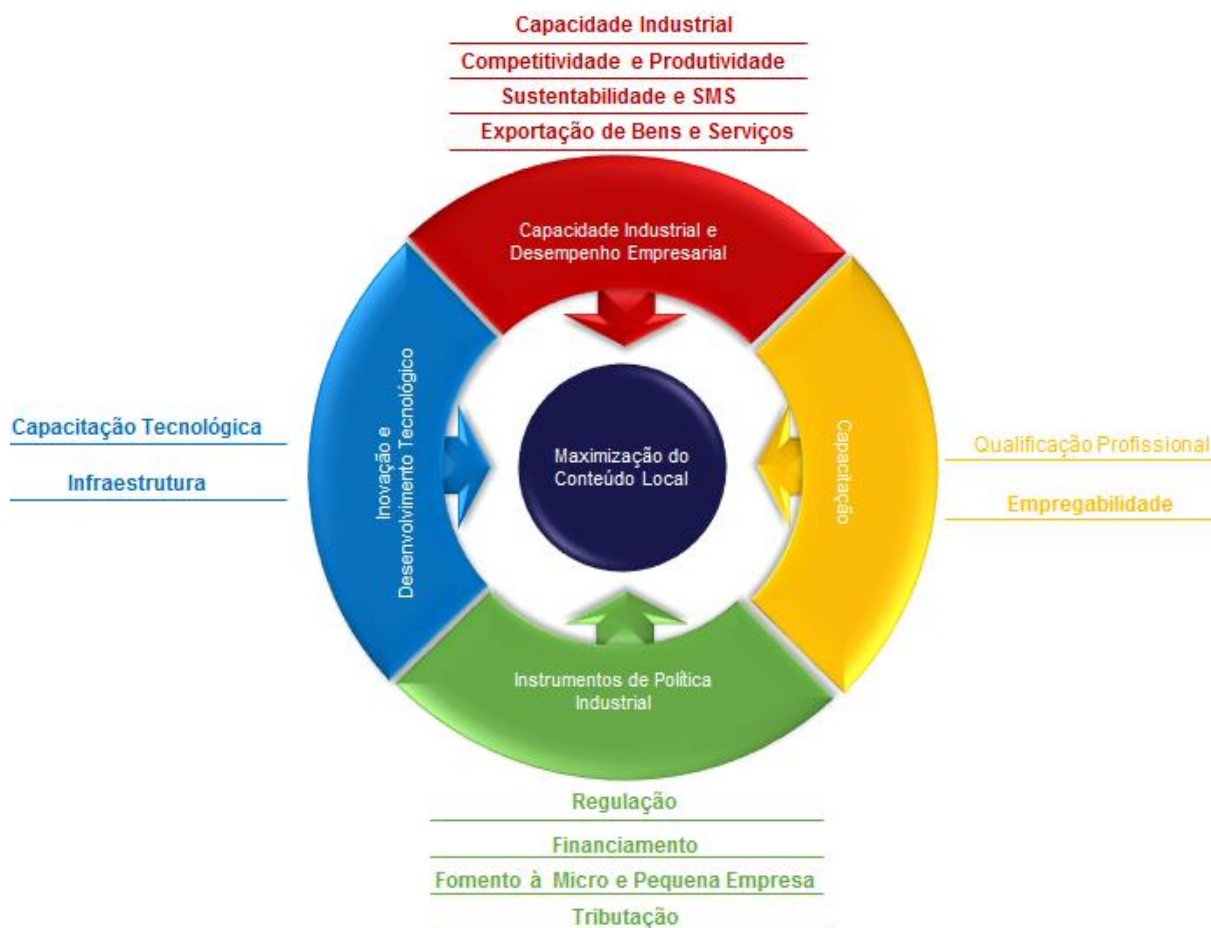 Capacidade Industrial
Competitividade e Produtividade
Sustentabilidade e SMS
Exportação de Bens e Serviços
Capacidade Industrial e
Desempenho Empresarial
Capacitação Tecnológica
Infraestrutura
Inovação e
Desenvolvimento Tecnológico
Maximização do
Conteúdo Local
Capacitação
Qualificação Profissional
Empregabilidade
Instrumentos de Política
Industrial
Regulação
Financiamento
Fomento à Micro e Pequena Empresa
Tributação